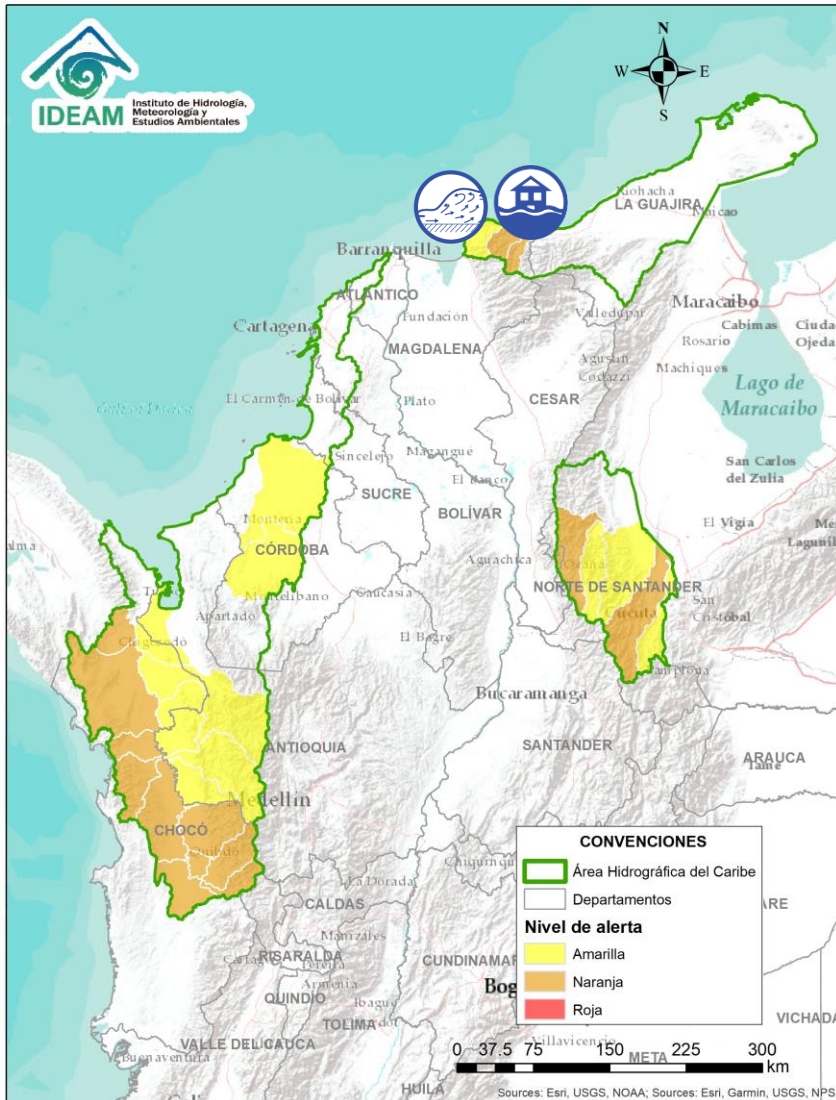 IDEAM
Instituto de Hidrología,
Meteorología y
Estudios Ambientales
N
W
E
S
Riohacha
LA GUAJIRA
Maicao
Barranquilla
ATLÁNTICO
Cartagena
Fundación
MAGDALENA
Valledupar
Maracaibo
Cabimas
Ciudad
Ojeda
Rosario
Machiques
Agustín
Codazzi
CESAR
Lago de
Maracaibo
El Carmen de Bolívar
Plato
Sincelejo
Magangué
El Banco
SUCRE
BOLÍVAR
San Carlos
del Zulia
El Vigía
Montería
CÓRDOBA
Aguachica
Ocaña
NORTE DE SANTANDER
Cúcuta
San
Cristóbal
Pamplona
Montelíbano
Caucasia
Apartadó
Chigorodó
El Bagre
Bucaramanga
ANTIOQUIA
SANTANDER
ARAUCA
Tame
Medellín
CHOCÓ
Quibdó
La Dorada
CALDAS
Manizales
RISARALDA
Pereira
Cartago
Armenia
QUINDÍO
Ibagué
TOLIMA
VALLE DEL CAUCA
Buenaventura
HUILA
CUNDINAMAR
Bog
Villavicencio
META
VICHADA
CONVENCIONES
Área Hidrográfica del Caribe
Departamentos
Nivel de alerta
Amarilla
Naranja
Roja
0 37.5 75 150 225 300
km
Sources: Esri, USGS, NOAA; Sources: Esri, Garmin, USGS, NPS